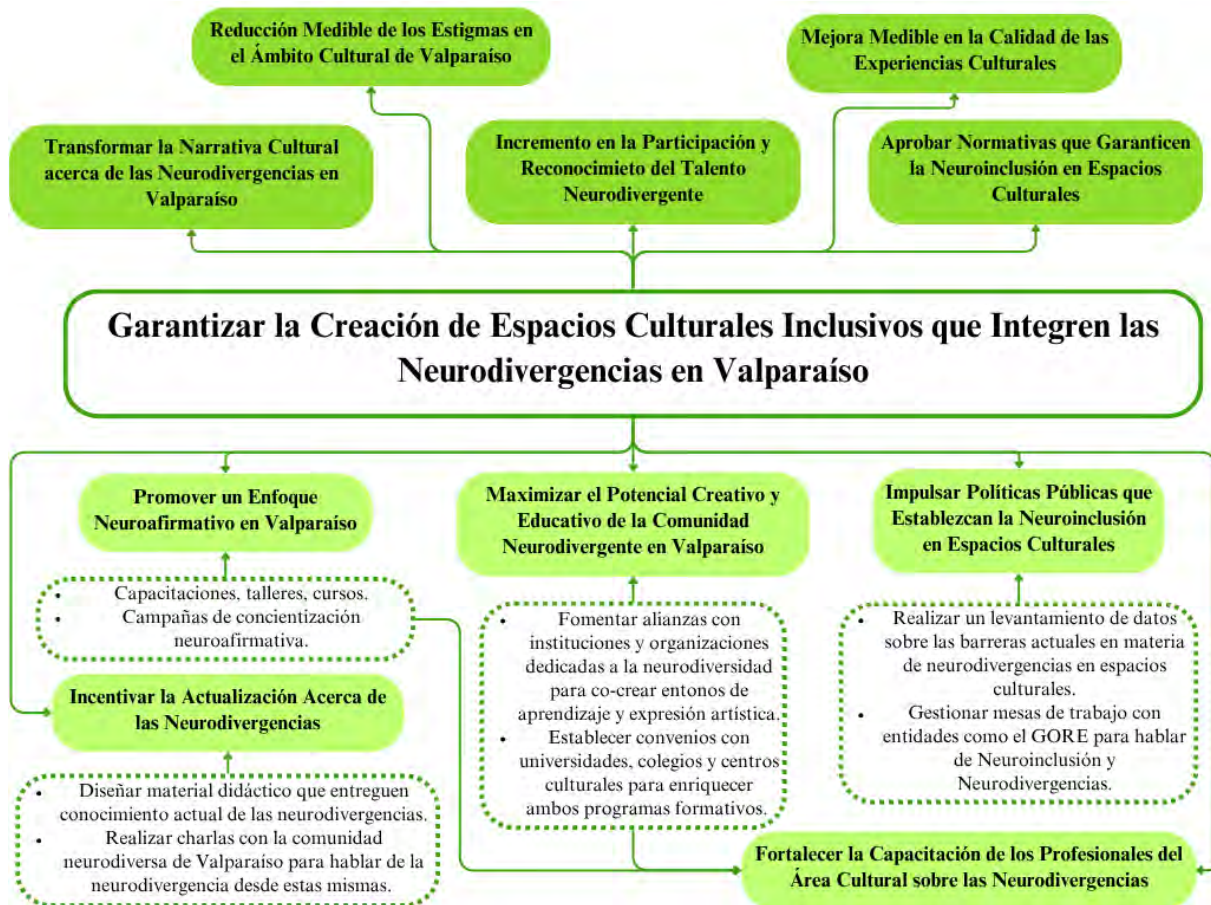 Reducción Medible de los Estigmas en
el Ámbito Cultural de Valparaíso
Mejora Medible en la Calidad de las
Experiencias Culturales
Transformar la Narrativa Cultural
acerca de las Neurodivergencias en
Valparaíso
Incremento en la Participación y
Reconocimieto del Talento
Neurodivergente
Aprobar Normativas que Garanticen
la Neuroinclusión en Espacios
Culturales
Garantizar la Creación de Espacios Culturales Inclusivos que Integren las
Neurodivergencias en Valparaíso
Promover un Enfoque
Neuroafirmativo en Valparaíso
Maximizar el Potencial Creativo y
Educativo de la Comunidad
Neurodivergente en Valparaíso
Impulsar Políticas Públicas que
Establezcan la Neuroinclusión
en Espacios Culturales
• Capacitaciones, talleres, cursos.
• Campañas de concientización
neuroafirmativa.
• Fomentar alianzas con
instituciones y organizaciones
dedicadas a la neurodiversidad
para co-crear entonos de
aprendizaje y expresión artística.
• Establecer convenios con
universidades, colegios y centros
culturales para enriquecer
ambos programas formativos.
• Realizar un levantamiento de datos
sobre las barreras actuales en materia
de neurodivergencias en espacios
culturales.
• Gestionar mesas de trabajo con
entidades como el GORE para hablar
de Neuroinclusión y
Neurodivergencias.
Incentivar la Actualización Acerca de
las Neurodivergencias
• Diseñar material didáctico que entreguen
conocimiento actual de las neurodivergencias.
• Realizar charlas con la comunidad
neurodiversa de Valparaíso para hablar de la
neurodivergencia desde estas mismas.
Fortalecer la Capacitación de los Profesionales del
Área Cultural sobre las Neurodivergencias